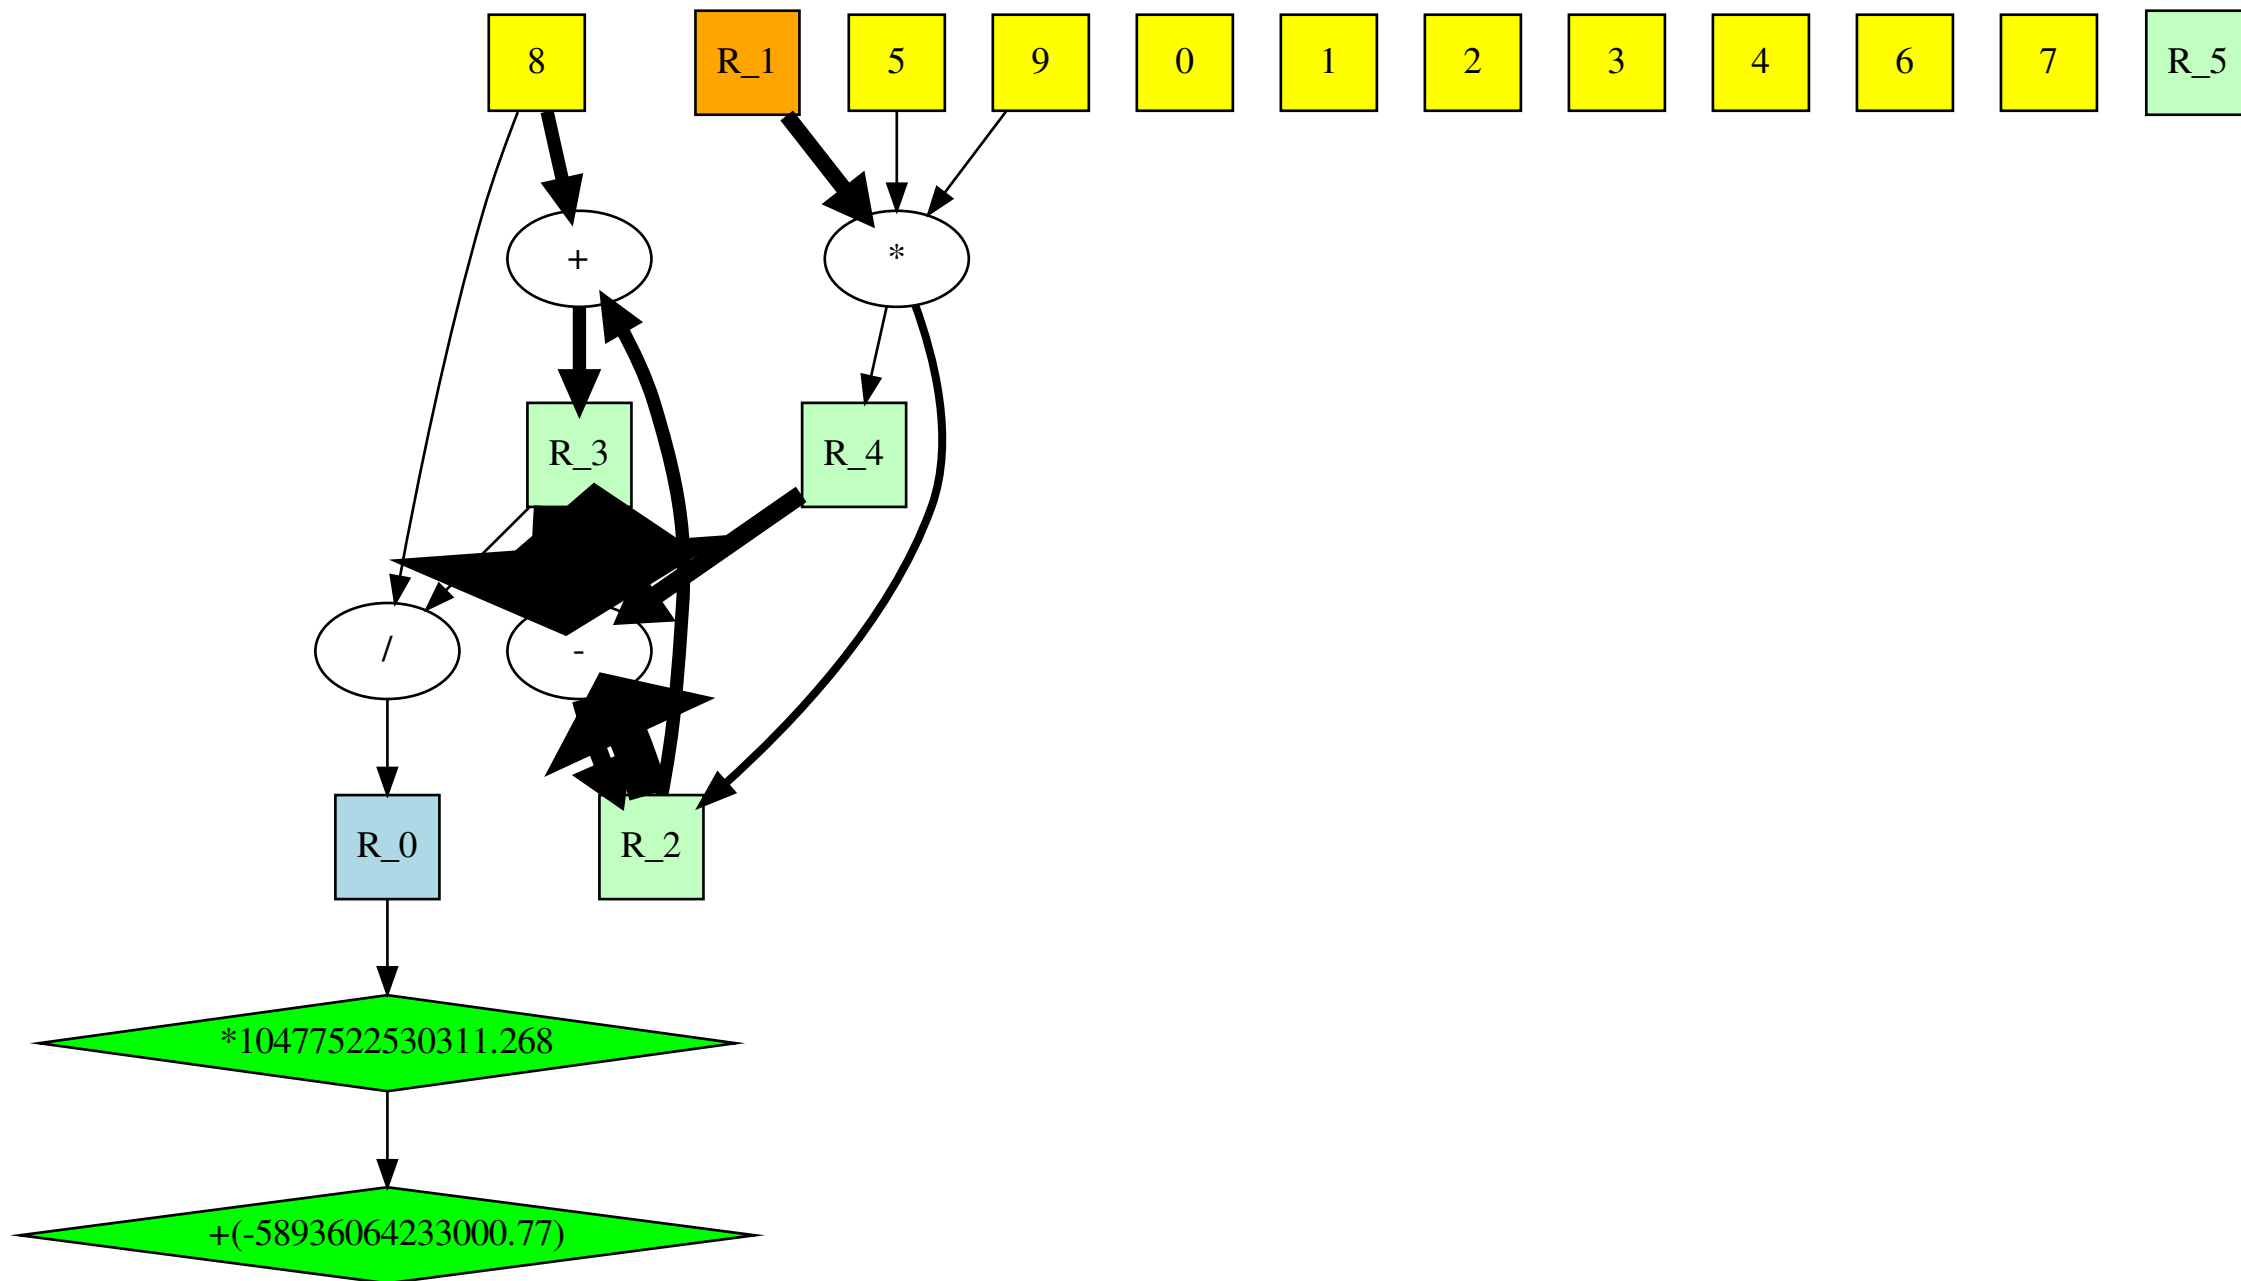 8 R_1 5 9 0 1 2 3 4 6 7 R_5
+ *
R_3 R_4
/ -
R_0 R_2
*10477522530311.268
+(-58936064233000.77)